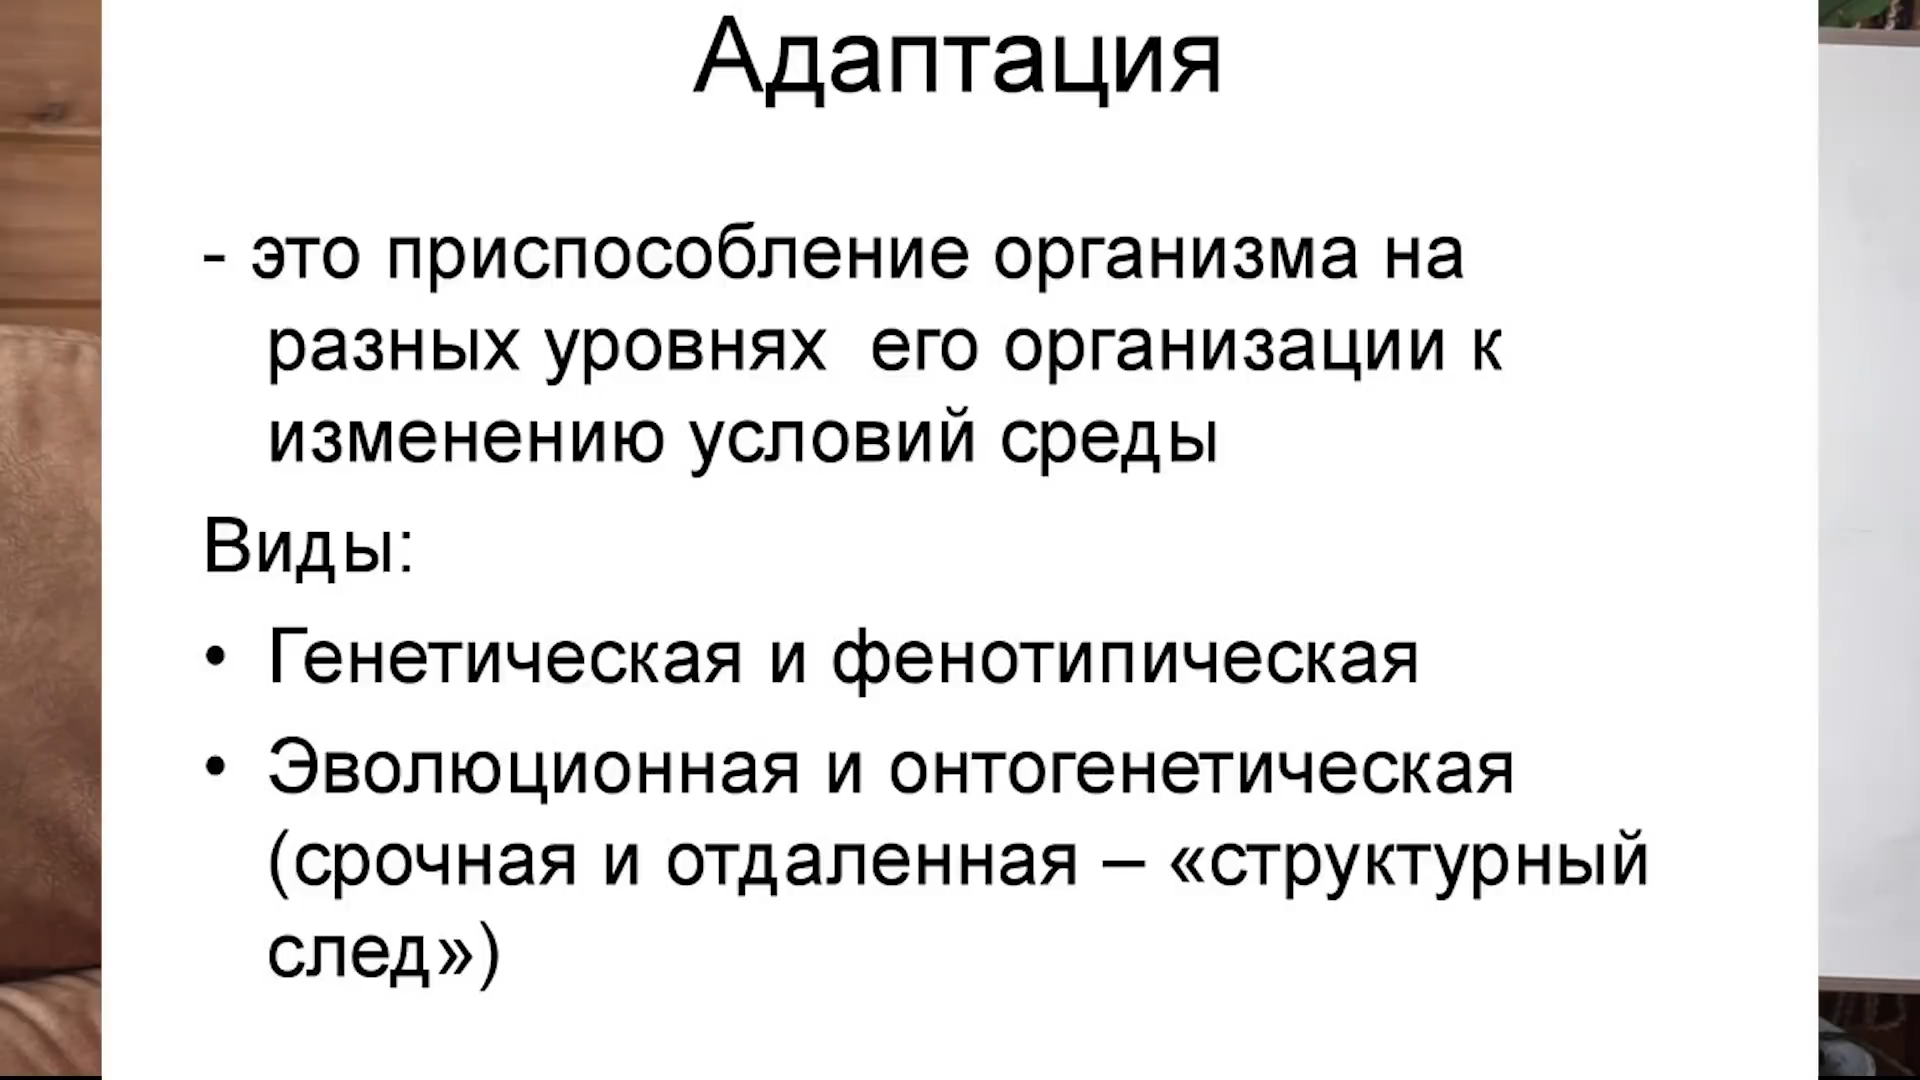 Адаптация
- это приспособление организма на
разных уровнях его организации к
изменению условий среды
Виды:
• Генетическая и фенотипическая
• Эволюционная и онтогенетическая
(срочная и отдаленная – «структурный
след»)